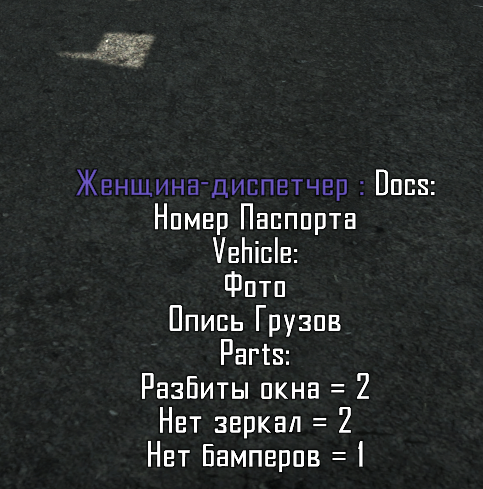 Женщина-диспетчер : Docs:
Номер Паспорта
Vehicle:
Фото
Опись Грузов
Parts:
Разбиты окна = 2
Нет зеркал = 2
Нет бамперов = 1